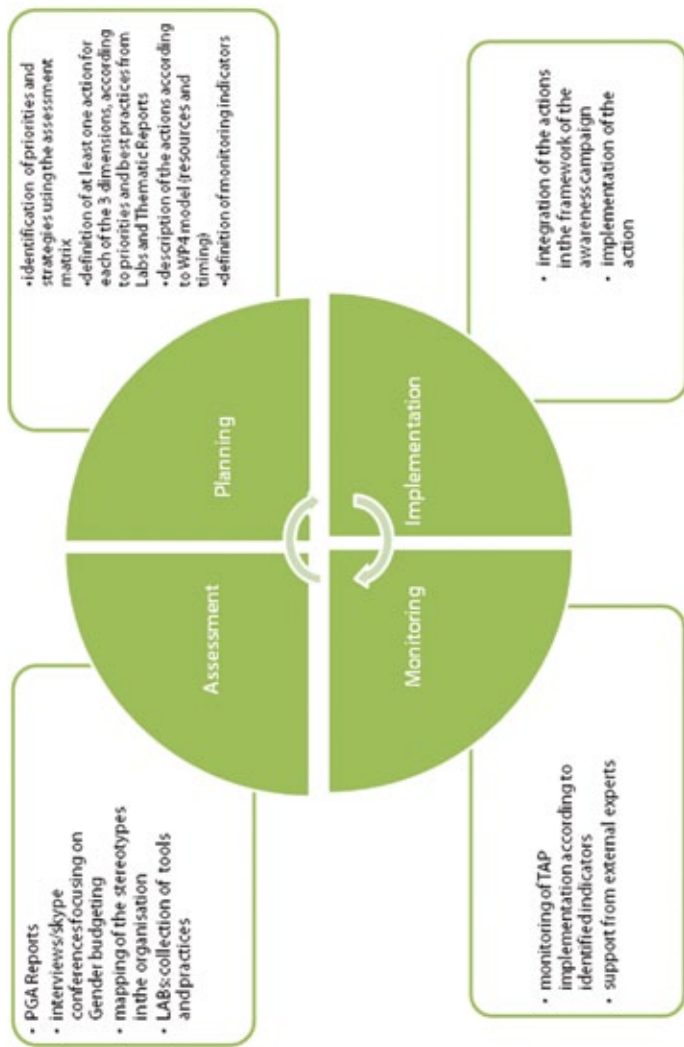 • PGA Reports
• interviews/skype
conferences focusing on
Gender budgeting
• mapping of the stereotypes
in the organisation
• LABs: collection of tools
and practices
Assessment
•identification of priorities and
strategies using the assessment
matrix
•definition of at least one action for
each of the 3 dimensions, according
to priorities and best practices from
Labs and Thematic Reports
•description of the actions according
to WP4 model (resources and
timing)
•definition of monitoring indicators
Planning
Monitoring
• monitoring of TAP
implementation according to
identified indicators
• support from external experts
Implementation
• integration of the actions
in the framework of the
awareness campaign
• implementation of the
action